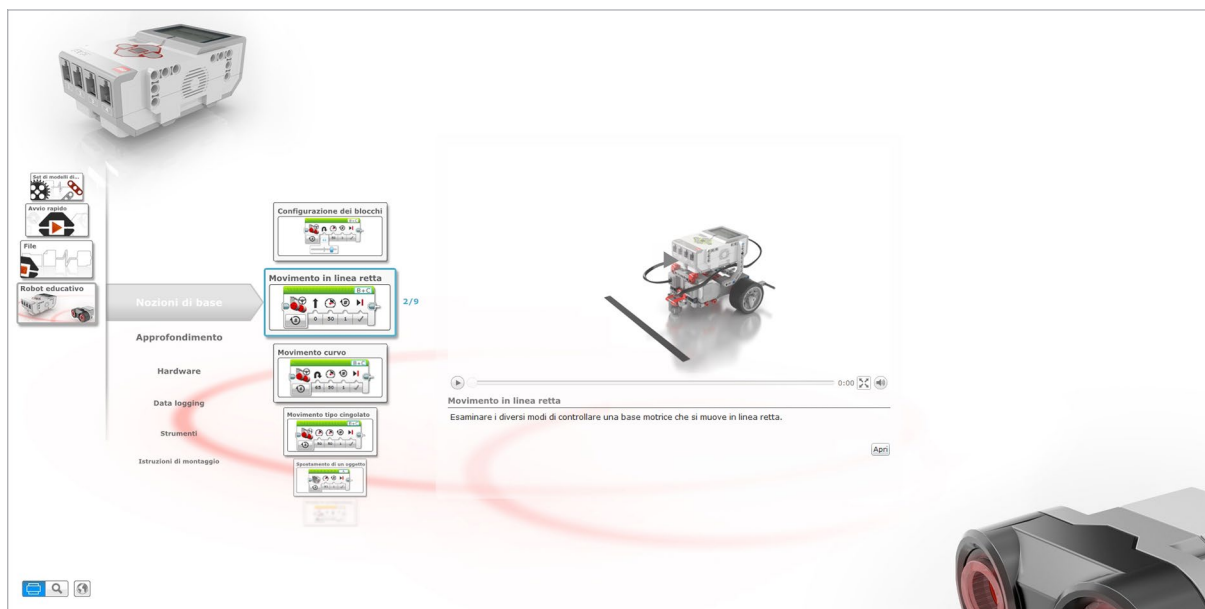 Set di modelli di...
Avvio rapido
File
Robot educativo
Nozioni di base
Approfondimento
Hardware
Data logging
Strumenti
Istruzioni di montaggio
Configurazione dei blocchi
Movimento in linea retta
B+C
0 50 1
2/9
Movimento curvo
Movimento tipo cingolato
Spostamento di un oggetto
0:00
Movimento in linea retta
Esaminare i diversi modi di controllare una base motrice che si muove in linea retta.
Apri